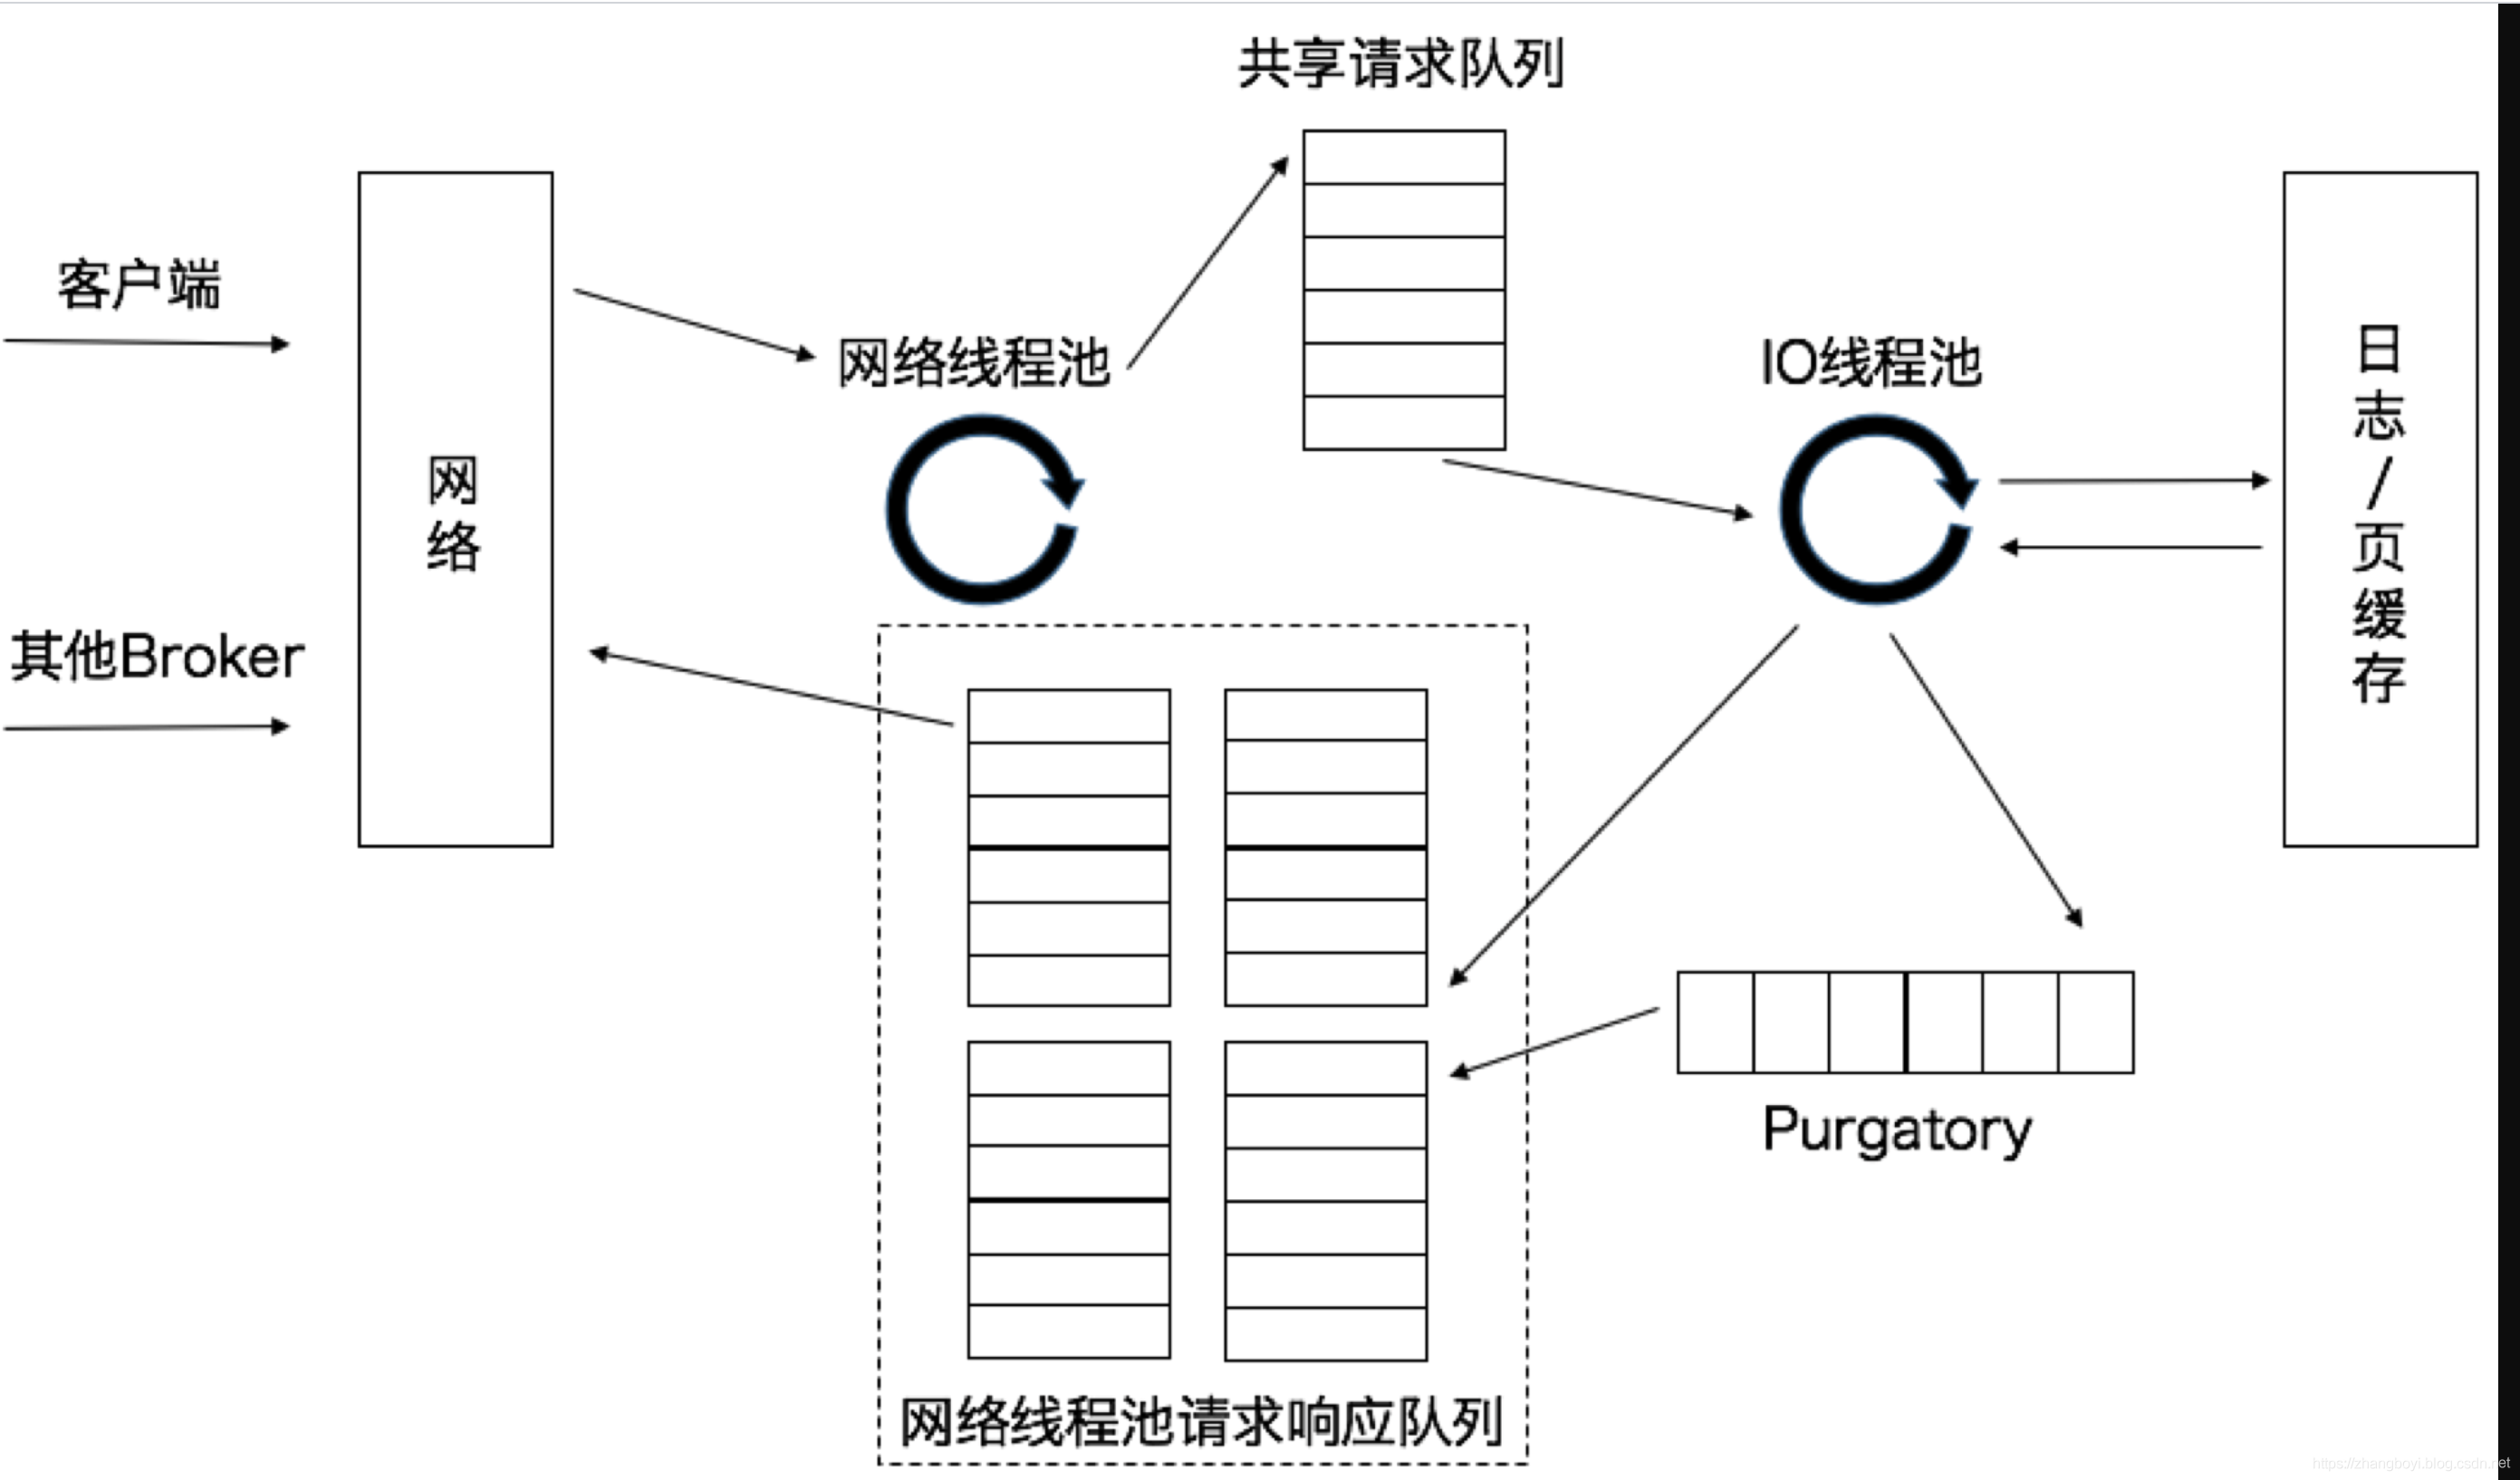 共享请求队列
客户端
网络线程池
IO线程池
网络
日志/页缓存
其他Broker
Purgatory
网络线程池请求响应队列
https://zhangboyi.blog.csdn.net